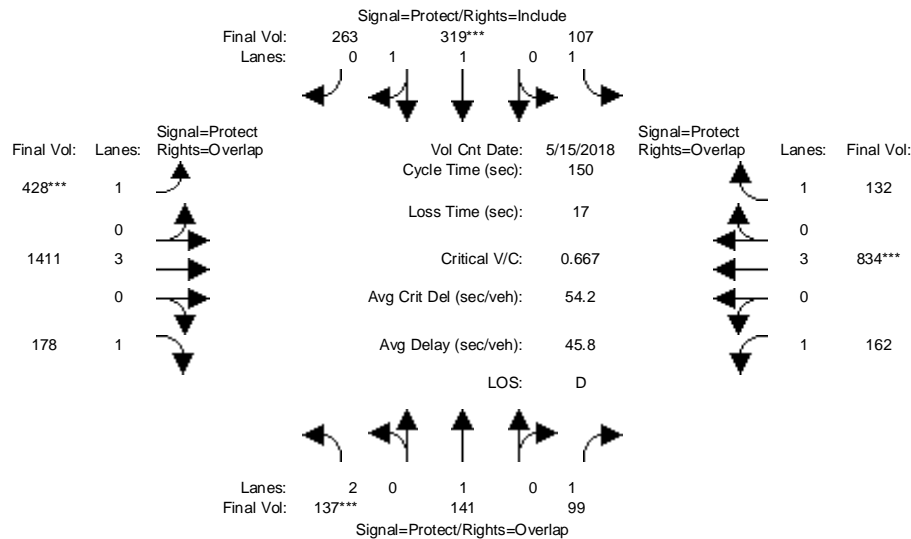 Signal=Protect/Rights=Include
Final Vol: 263 319*** 107
Lanes: 0 1 1 0 1
Signal=Protect
Final Vol: Lanes: Rights=Overlap
Vol Cnt Date: 5/15/2018
Signal=Protect
Rights=Overlap Lanes: Final Vol:
Cycle Time (sec): 150
428*** 1
1 132
Loss Time (sec): 17
0
0
1411 3
Critical V/C: 0.667
3 834***
0
Avg Crit Del (sec/veh): 54.2
0
178 1
Avg Delay (sec/veh): 45.8
1 162
LOS: D
Lanes: 2 0 1 0 1
Final Vol: 137*** 141 99
Signal=Protect/Rights=Overlap